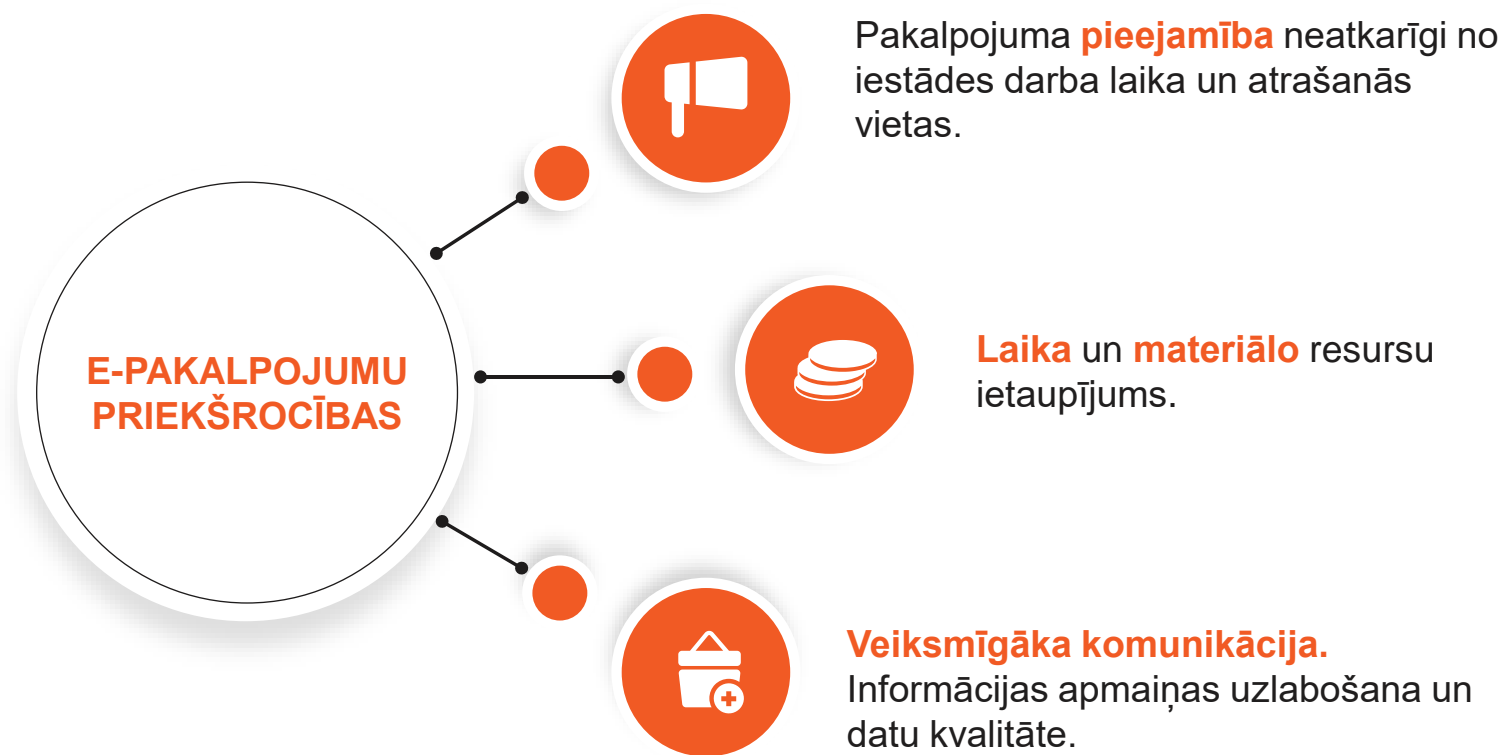 Pakalpojuma pieejamība neatkarīgi no
iestādes darba laika un atrašanās
vietas.
E-PAKALPOJUMU
PRIEKŠROCĪBAS
Laika un materiālo resursu
ietaupījums.
Veiksmīgāka komunikācija.
Informācijas apmaiņas uzlabošana un
datu kvalitāte.